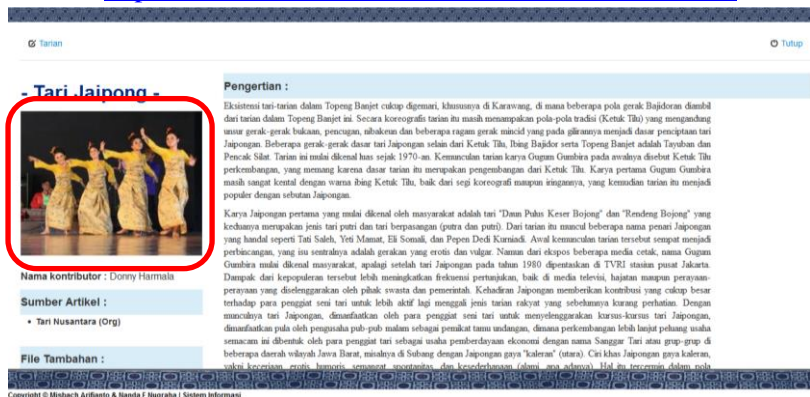 Tarian
Tutup
- Tari Jaipong -
Nama kontributor : Donny Harmala
Sumber Artikel :
• Tari Nusantara (Org)
File Tambahan :
Pengertian :
Eksistensi tari-tarian dalam Topeng Banjet cukup digemari, khususnya di Karawang, di mana beberapa pola gerak Bajidoran diambil
dari tarian dalam Topeng Banjet ini. Secara koreografis tarian itu masih menampakan pola-pola tradisi (Ketuk Tilu) yang mengandung
unsur gerak-gerak bukaan, pencugan, nibakeun dan beberapa ragam gerak mincid yang pada gilirannya menjadi dasar penciptaan tari
Jaipongan. Beberapa gerak-gerak dasar tari Jaipongan selain dari Ketuk Tilu, Ibing Bajidor serta Topeng Banjet adalah Tayuban dan
Pencak Silat. Tarian ini mulai dikenal luas sejak 1970-an. Kemunculan tarian karya Gugum Gumbira pada awalnya disebut Ketuk Tilu
perkembangan, yang memang karena dasar tarian itu merupakan pengembangan dari Ketuk Tilu. Karya pertama Gugum Gumbira
masih sangat kental dengan warna ibing Ketuk Tilu, baik dari segi koreografi maupun iringannya, yang kemudian tarian itu menjadi
populer dengan sebutan Jaipongan.
Karya Jaipongan pertama yang mulai dikenal oleh masyarakat adalah tari "Daun Pulus Keser Bojong" dan "Rendeng Bojong" yang
keduanya merupakan jenis tari putri dan tari berpasangan (putra dan putri). Dari tarian itu muncul beberapa nama penari Jaipongan
yang handal seperti Tati Saleh, Yeti Mamat, Eli Somali, dan Pepen Dedi Kurniadi. Awal kemunculan tarian tersebut sempat menjadi
perbincangan, yang isu sentralnya adalah gerakan yang erotis dan vulgar. Namun dari ekspos beberapa media cetak, nama Gugum
Gumbira mulai dikenal masyarakat, apalagi setelah tari Jaipongan pada tahun 1980 dipentaskan di TVRI stasiun pusat Jakarta.
Dampak dari kepopuleran tersebut lebih meningkatkan frekuensi pertunjukan, baik di media televisi, hajatan maupun perayaan-
perayaan yang diselenggarakan oleh pihak swasta dan pemerintah. Kehadiran Jaipongan memberikan kontribusi yang cukup besar
terhadap para penggiat seni tari untuk lebih aktif lagi menggali jenis tarian rakyat yang sebelumnya kurang perhatian. Dengan
munculnya tari Jaipongan, dimanfaatkan oleh para penggiat seni tari untuk menyelenggarakan kursus-kursus tari Jaipongan,
dimanfaatkan pula oleh pengusaha pub-pub malam sebagai pemikat tamu undangan, dimana perkembangan lebih lanjut peluang usaha
semacam ini dibentuk oleh para penggiat tari sebagai usaha pemberdayaan ekonomi dengan nama Sanggar Tari atau grup-grup di
beberapa daerah wilayah Jawa Barat, misalnya di Subang dengan Jaipongan gaya "kaleran" (utara). Ciri khas Jaipongan gaya kaleran,
yakni keceriaan, erotis, humoris, semangat, spontanitas, dan kesederhanaan (alami, apa adanya). Hal itu tercermin dalam pola
Copyright © Misbach Arifianto & Nanda F Nugraha | Sistem Informasi